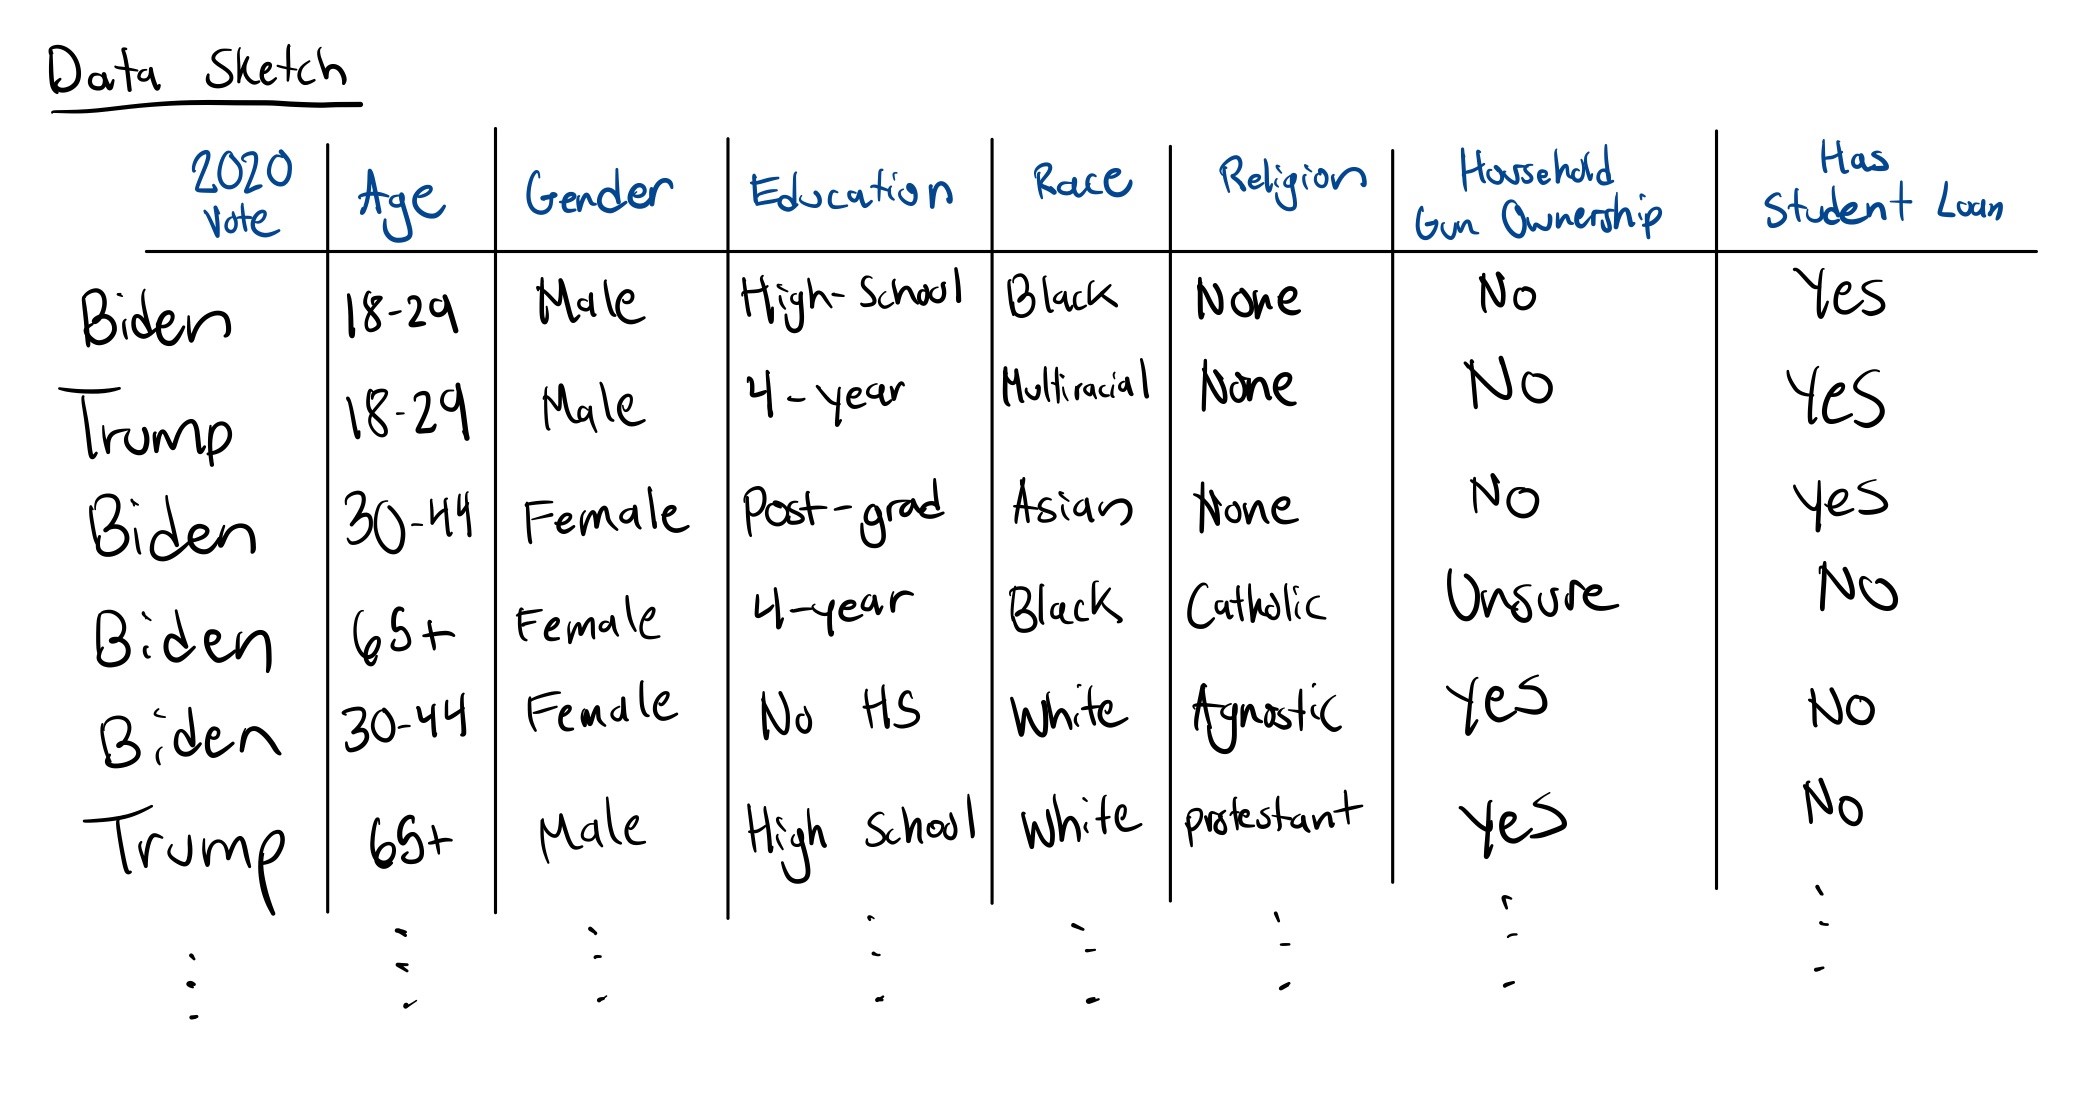 Data Sketch
2020 Vote Age Gender Education Race Religion Household Gun Ownership Has Student Loan
Biden 18-29 Male High-School Black None No Yes
Trump 18-29 Male 4-year Multiracial None No Yes
Biden 30-44 Female Post-grad Asian None No Yes
Biden 65+ Female 4-year Black Catholic Unsure No
Biden 30-44 Female No HS White Agnostic Yes No
Trump 65+ Male High School White protestant Yes No